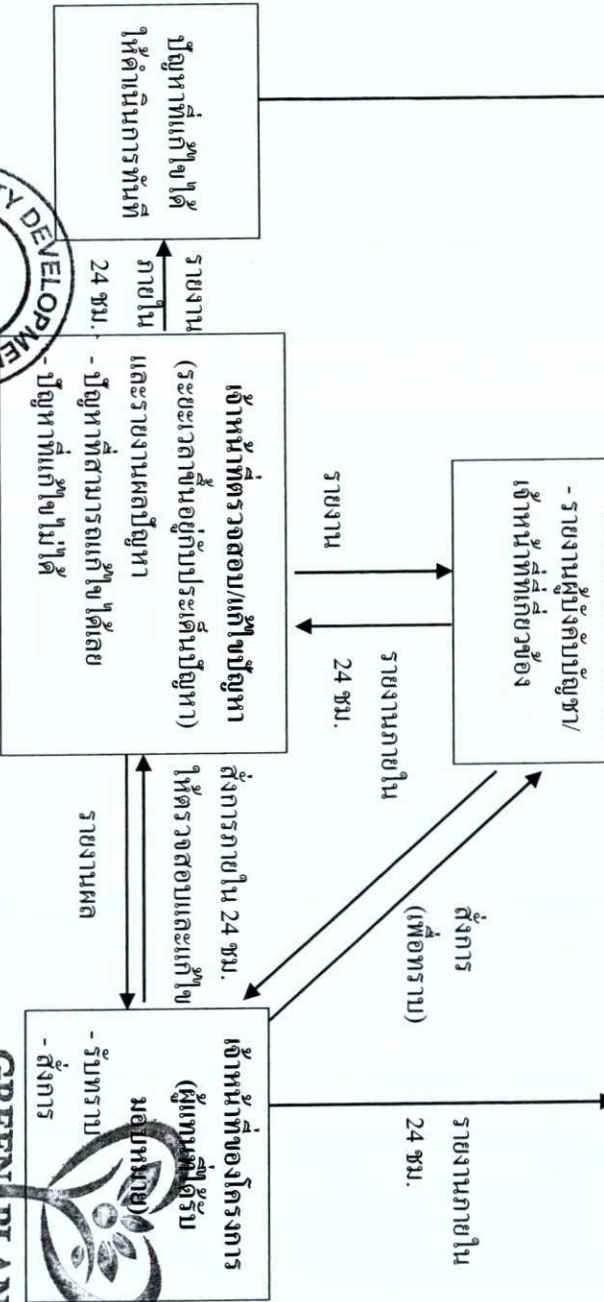 - รายงานผู้บังคับบัญชา/
เจ้าหน้าที่ที่เกี่ยวข้อง
ปัญหาที่แก้ไขได้
ให้ดำเนินการทันที
รายงาน
ภายใน
24 ชม.
เจ้าหน้าที่ตรวจสอบ/แก้ไขปัญหา
(ระยะเวลาขึ้นอยู่กับประเด็นปัญหา)
และรายงานผลปัญหา
- ปัญหาที่สามารถแก้ไขได้เลย
- ปัญหาที่แก้ไขไม่ได้
รายงาน
รายงานภายใน
24 ชม.
สั่งการ
(เพื่อทราบ)
สั่งการภายใน 24 ชม.
ให้ตรวจสอบและแก้ไข
รายงานผล
เจ้าหน้าที่ของโครงการ
(ผู้แทนที่ได้รับ
มอบหมาย)
- รับทราบ
- สั่งการ
รายงานภายใน
24 ชม.